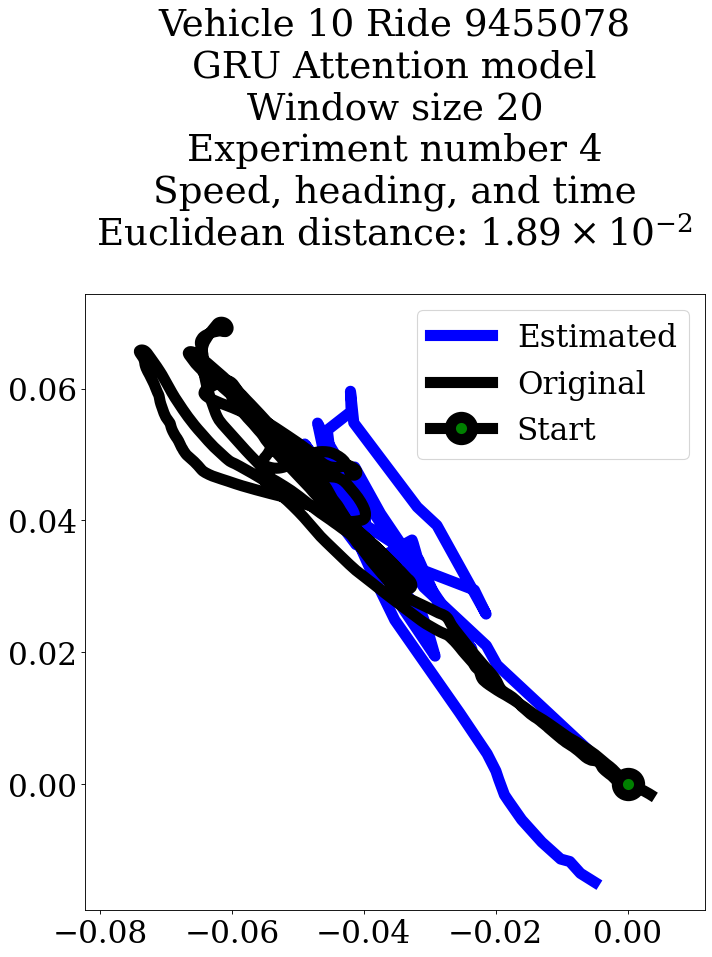 Vehicle 10 Ride 9455078
GRU Attention model
Window size 20
Experiment number 4
Speed, heading, and time
Euclidean distance: 1.89 × 10⁻²
Estimated
Original
Start
0.06
0.04
0.02
0.00
−0.08 −0.06 −0.04 −0.02 0.00